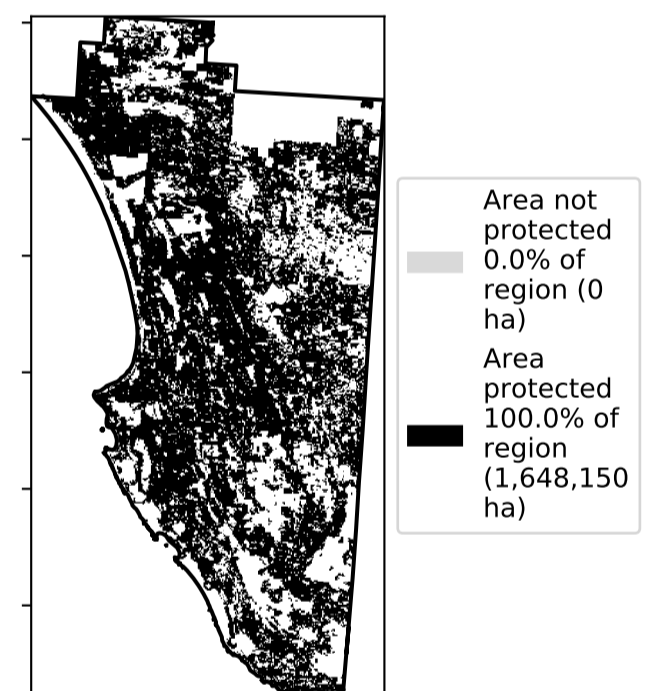 Area not
protected
0.0% of
region (0
ha)
Area
protected
100.0% of
region
(1,648,150
ha)